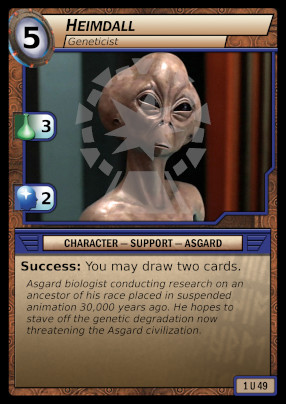 5
Heimdall
Geneticist
3
2
CHARACTER – SUPPORT – ASGARD
Success: You may draw two cards.
Asgard biologist conducting research on an
ancestor of his race placed in suspended
animation 30,000 years ago. He hopes to
stave off the genetic degradation now
threatening the Asgard civilization.
1 U 49